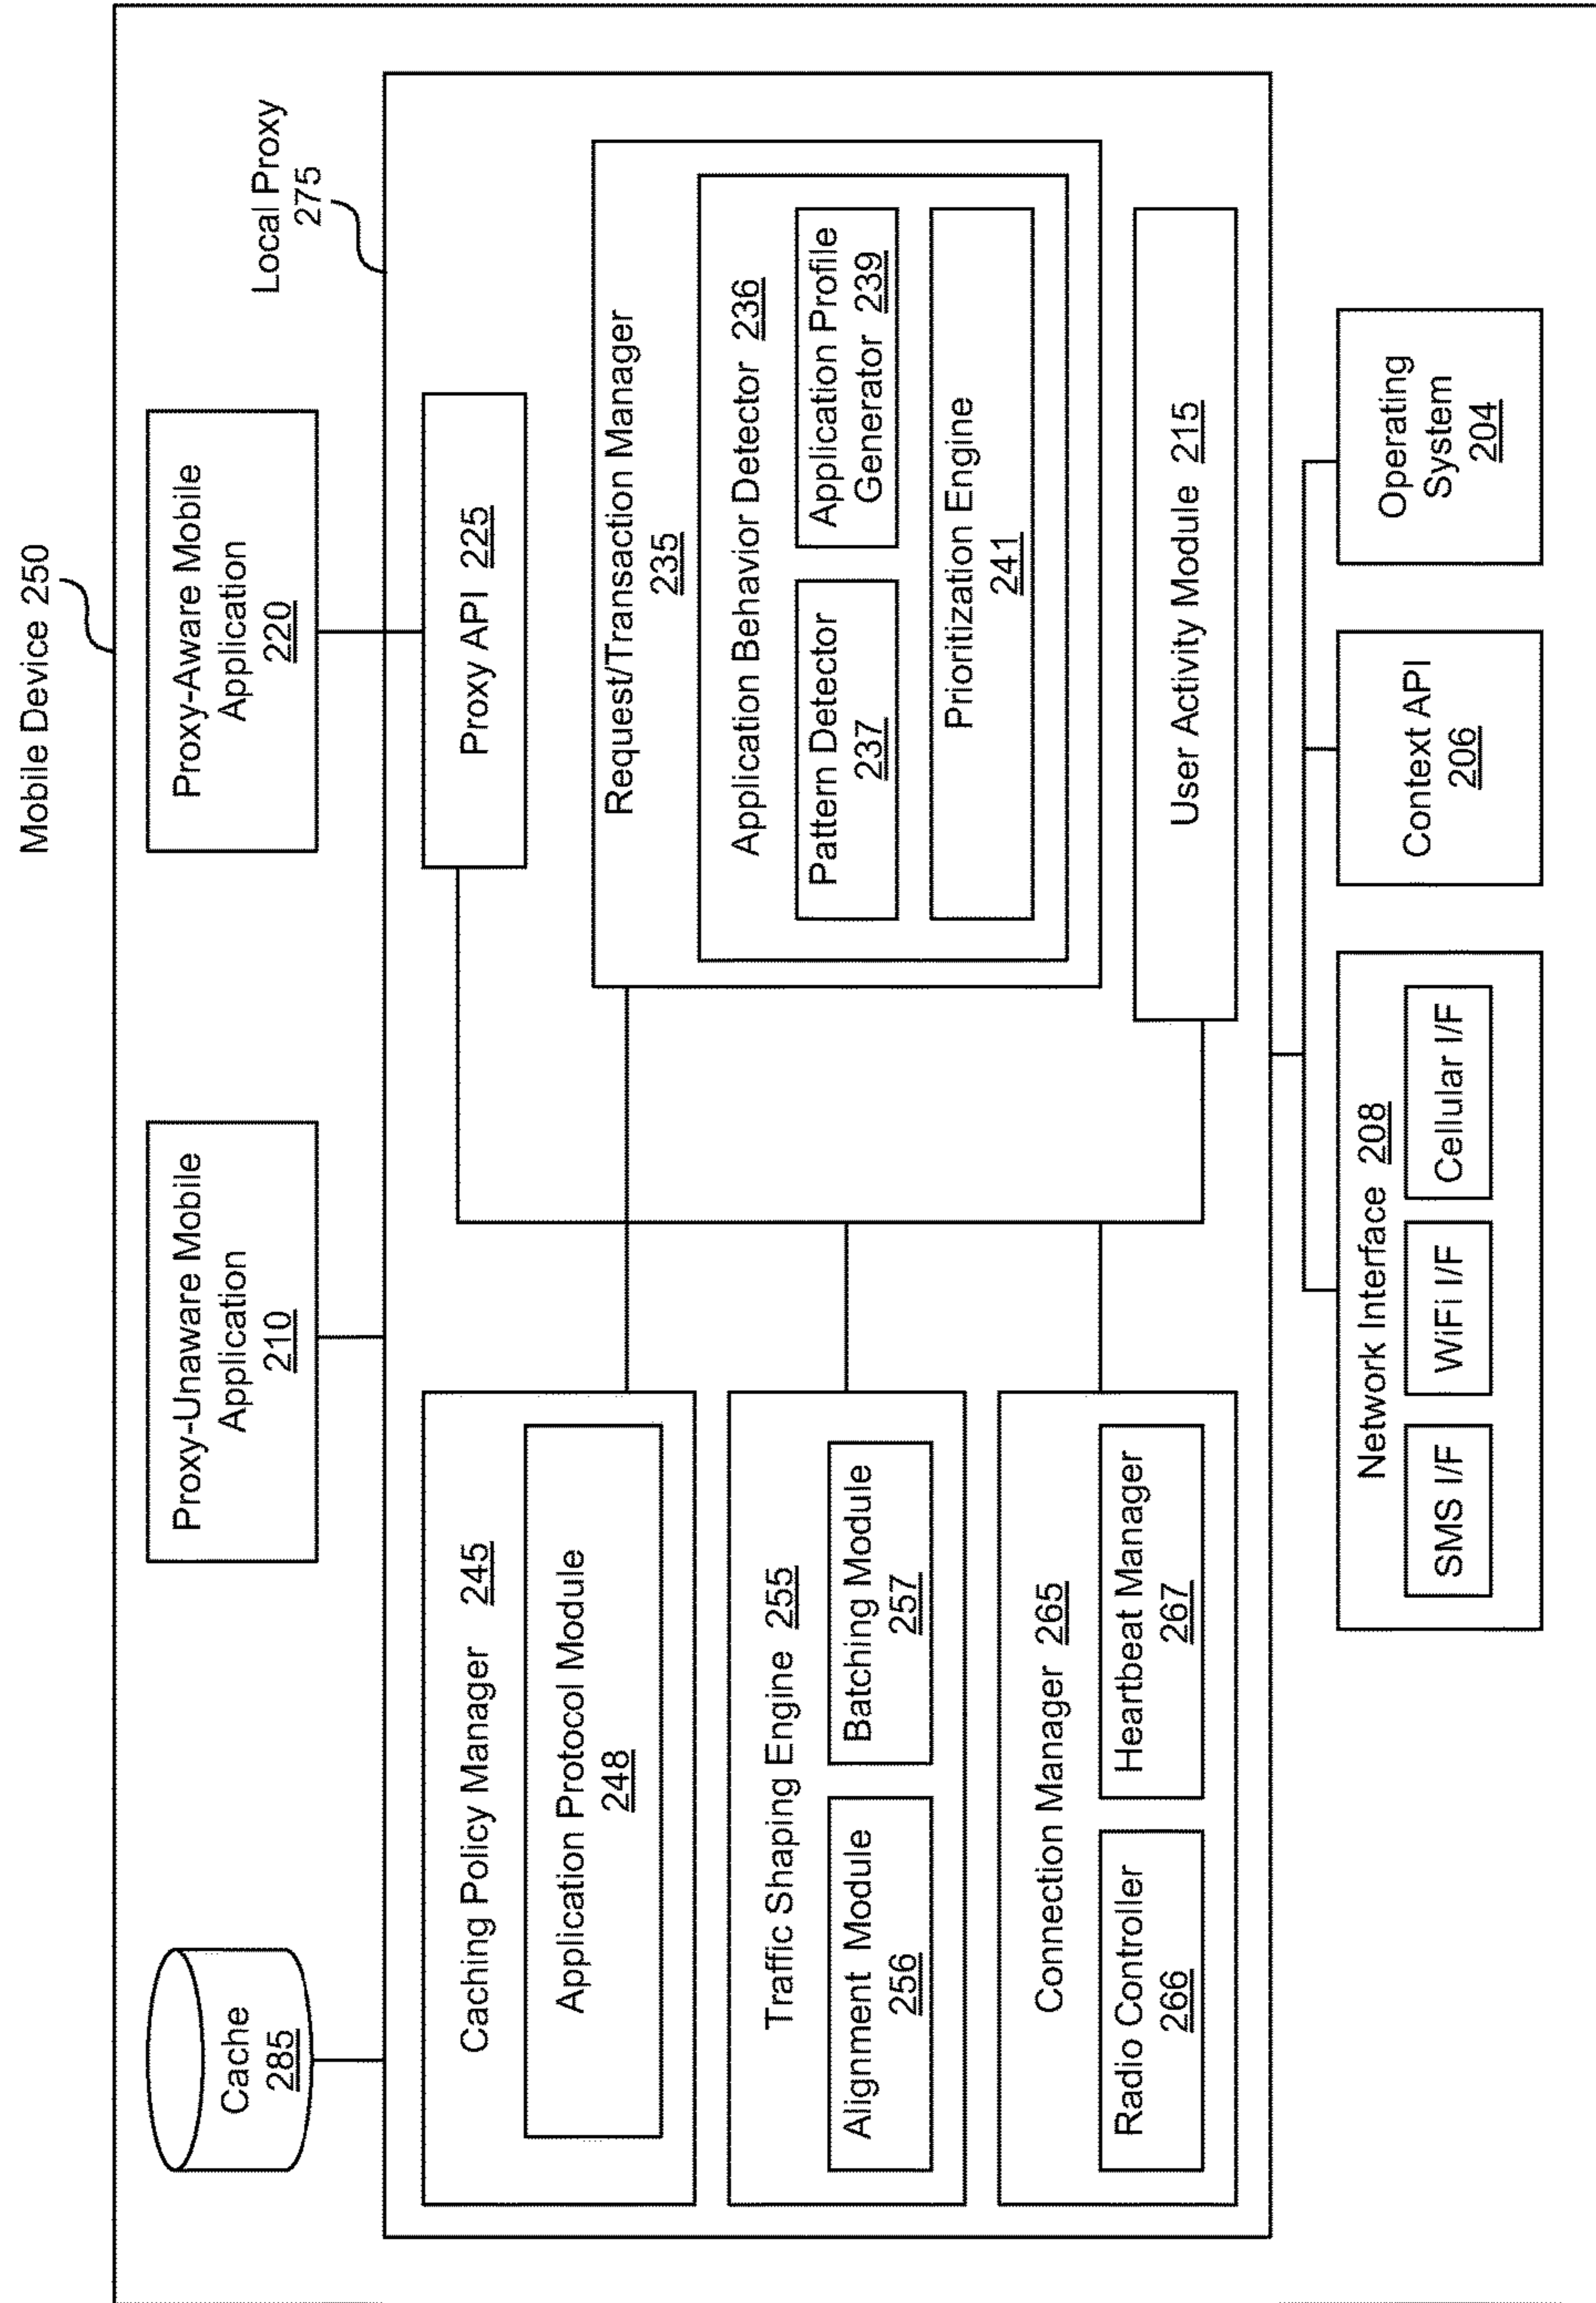 Mobile Device 250
Cache
285
Proxy-Unaware Mobile
Application
210
Proxy-Aware Mobile
Application
220
Local Proxy
275
Caching Policy Manager 245
Application Protocol Module
248
Traffic Shaping Engine 255
Alignment Module
256
Batching Module
257
Connection Manager 265
Radio Controller
266
Heartbeat Manager
267
Proxy API 225
Request/Transaction Manager
235
Application Behavior Detector 236
Pattern Detector
237
Application Profile
Generator 239
Prioritization Engine
241
User Activity Module 215
Network Interface 208
SMS I/F
WiFi I/F
Cellular I/F
Context API
206
Operating
System
204